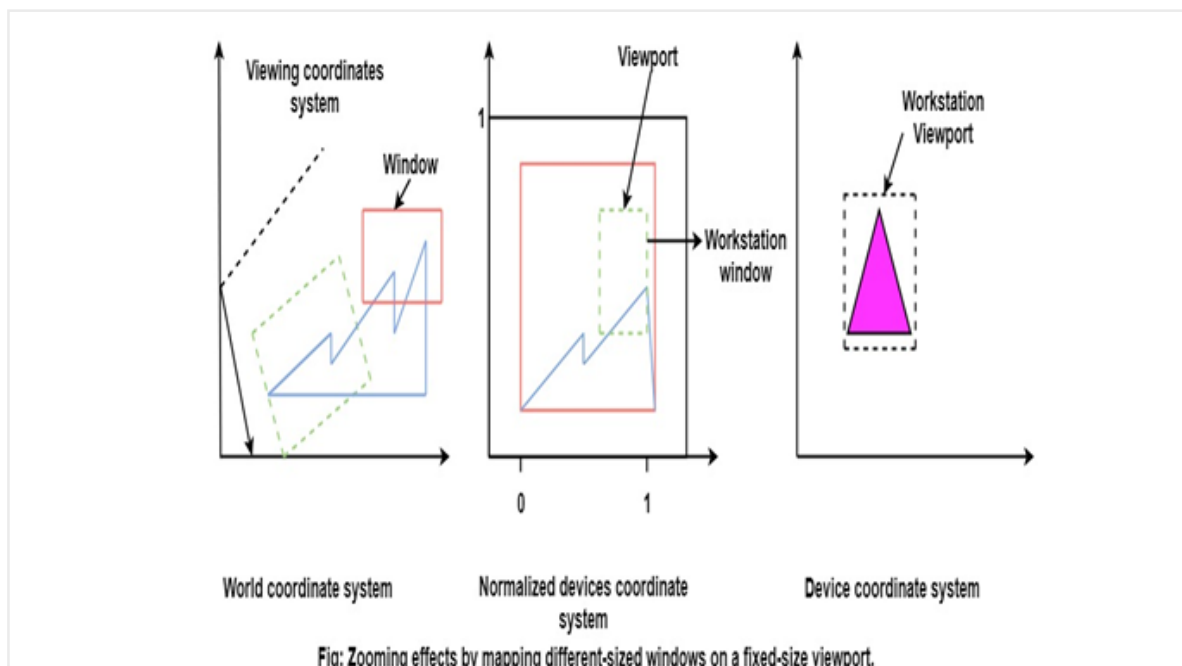 Viewing coordinates
system
Window
Viewport
1
Workstation
window
0
1
Workstation
Viewport
World coordinate system
Normalized devices coordinate
system
Device coordinate system
Fig: Zooming effects by mapping different-sized windows on a fixed-size viewport.